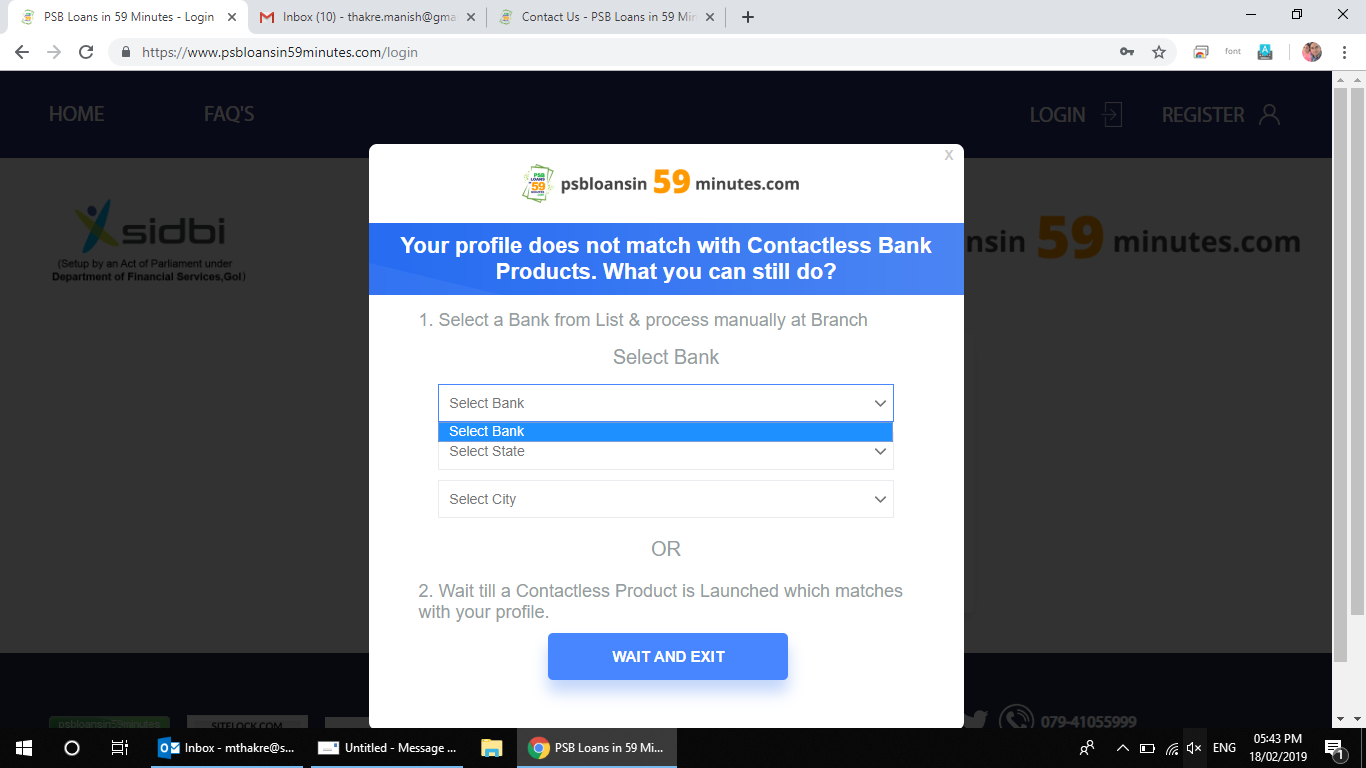 PSB Loans in 59 Minutes - Login
Inbox (10) - thakre.manish@gma
Contact Us - PSB Loans in 59 Min
https://www.psbloansin59minutes.com/login
font
HOME
FAQ'S
LOGIN
REGISTER
X
PSB
LOANS
59
psbloansin 59 minutes.com
sidbi
(Setup by an Act of Parliament under
Department of Financial Services,GoI)
nsin 59 minutes.com
Your profile does not match with Contactless Bank
Products. What you can still do?
1. Select a Bank from List & process manually at Branch
Select Bank
Select Bank
Select Bank
Select State
Select City
OR
2. Wait till a Contactless Product is Launched which matches
with your profile.
WAIT AND EXIT
psbloansin59minutes
SITELOCK.COM
079-41055999
Inbox - mthakre@s...
Untitled - Message ...
PSB Loans in 59 Mi...
ENG
05:43 PM
18/02/2019
1